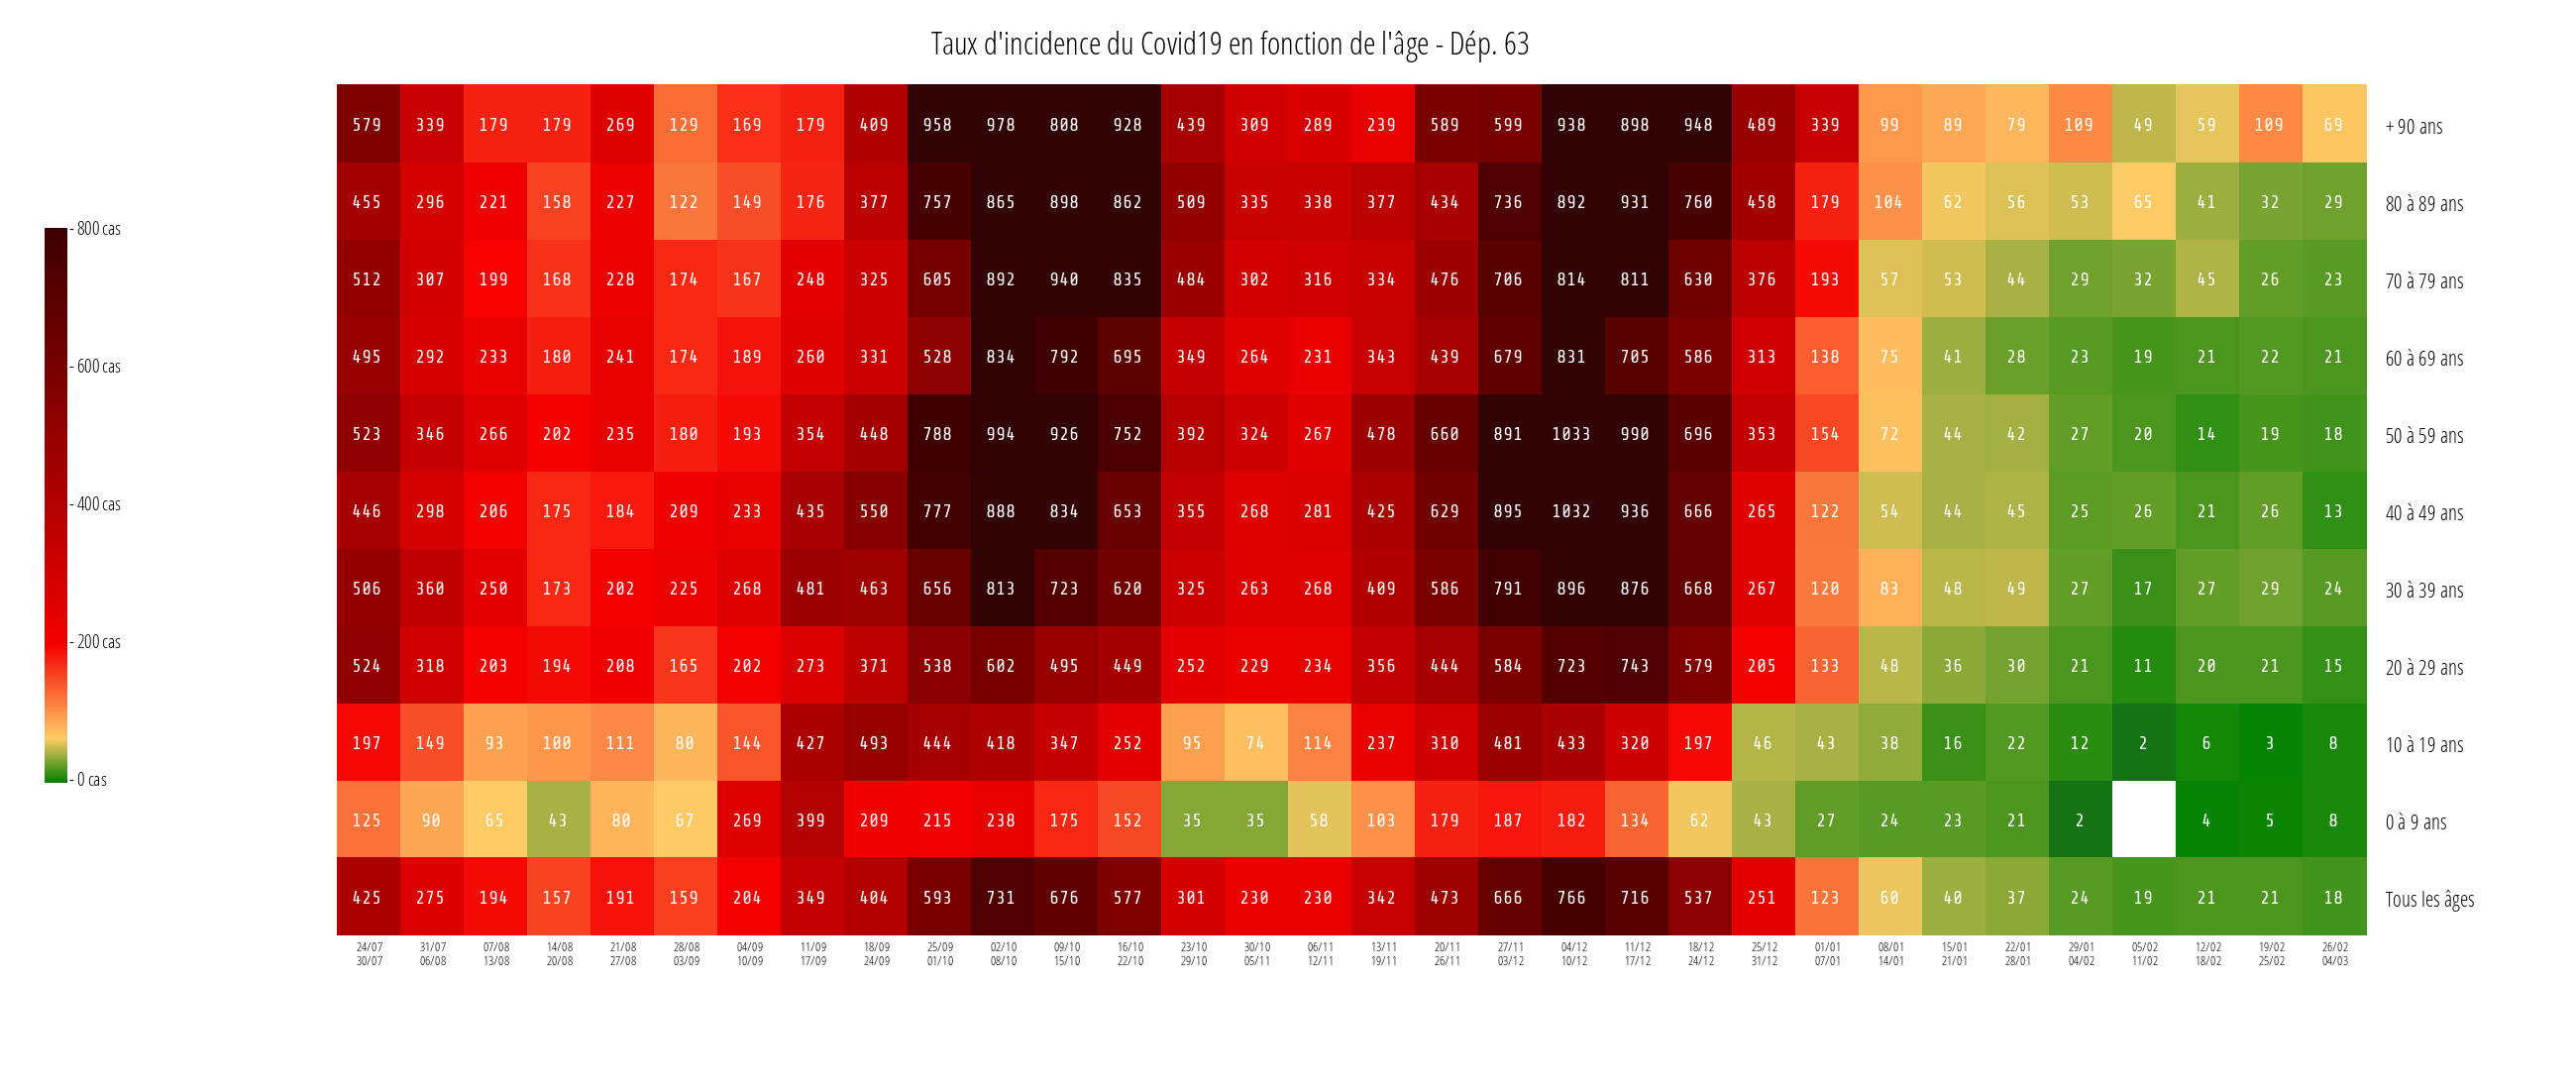 Taux d'incidence du Covid19 en fonction de l'âge - Dép. 63
579 339 179 179 269 129 169 179 409 958 978 808 928 439 309 289 239 589 599 938 898 948 489 339 99 89 79 109 49 59 109 69 + 90 ans
455 296 221 158 227 122 149 176 377 757 865 898 862 509 335 338 377 434 736 892 931 760 458 179 104 62 56 53 65 41 32 29 80 à 89 ans
- 800 cas
512 307 199 168 228 174 167 248 325 605 892 940 835 484 302 316 334 476 706 814 811 630 376 193 57 53 44 29 32 45 26 23 70 à 79 ans
495 292 233 180 241 174 189 260 331 528 834 792 695 349 264 231 343 439 679 831 705 586 313 138 75 41 28 23 19 21 22 21 60 à 69 ans
- 600 cas
523 346 266 202 235 180 193 354 448 788 994 926 752 392 324 267 478 660 891 1033 990 696 353 154 72 44 42 27 20 14 19 18 50 à 59 ans
- 400 cas
446 298 206 175 184 209 233 435 550 777 888 834 653 355 268 281 425 629 895 1032 936 666 265 122 54 44 45 25 26 21 26 13 40 à 49 ans
506 360 250 173 202 225 268 481 463 656 813 723 620 325 263 268 409 586 791 896 876 668 267 120 83 48 49 27 17 27 29 24 30 à 39 ans
- 200 cas
524 318 203 194 208 165 202 273 371 538 602 495 449 252 229 234 356 444 584 723 743 579 205 133 48 36 30 21 11 20 21 15 20 à 29 ans
197 149 93 100 111 80 144 427 493 444 418 347 252 95 74 114 237 310 481 433 320 197 46 43 38 16 22 12 2 6 3 8 10 à 19 ans
- 0 cas
125 90 65 43 80 67 269 399 209 215 238 175 152 35 35 58 103 179 187 182 134 62 43 27 24 23 21 2 4 5 8 0 à 9 ans
425 275 194 157 191 159 204 349 404 593 731 676 577 301 230 230 342 473 666 766 716 537 251 123 60 40 37 24 19 21 21 18 Tous les âges
24/07 31/07 07/08 14/08 21/08 28/08 04/09 11/09 18/09 25/09 02/10 09/10 16/10 23/10 30/10 06/11 13/11 20/11 27/11 04/12 11/12 18/12 25/12 01/01 08/01 15/01 22/01 29/01 05/02 12/02 19/02 26/02
30/07 06/08 13/08 20/08 27/08 03/09 10/09 17/09 24/09 01/10 08/10 15/10 22/10 29/10 05/11 12/11 19/11 26/11 03/12 10/12 17/12 24/12 31/12 07/01 14/01 21/01 28/01 04/02 11/02 18/02 25/02 04/03